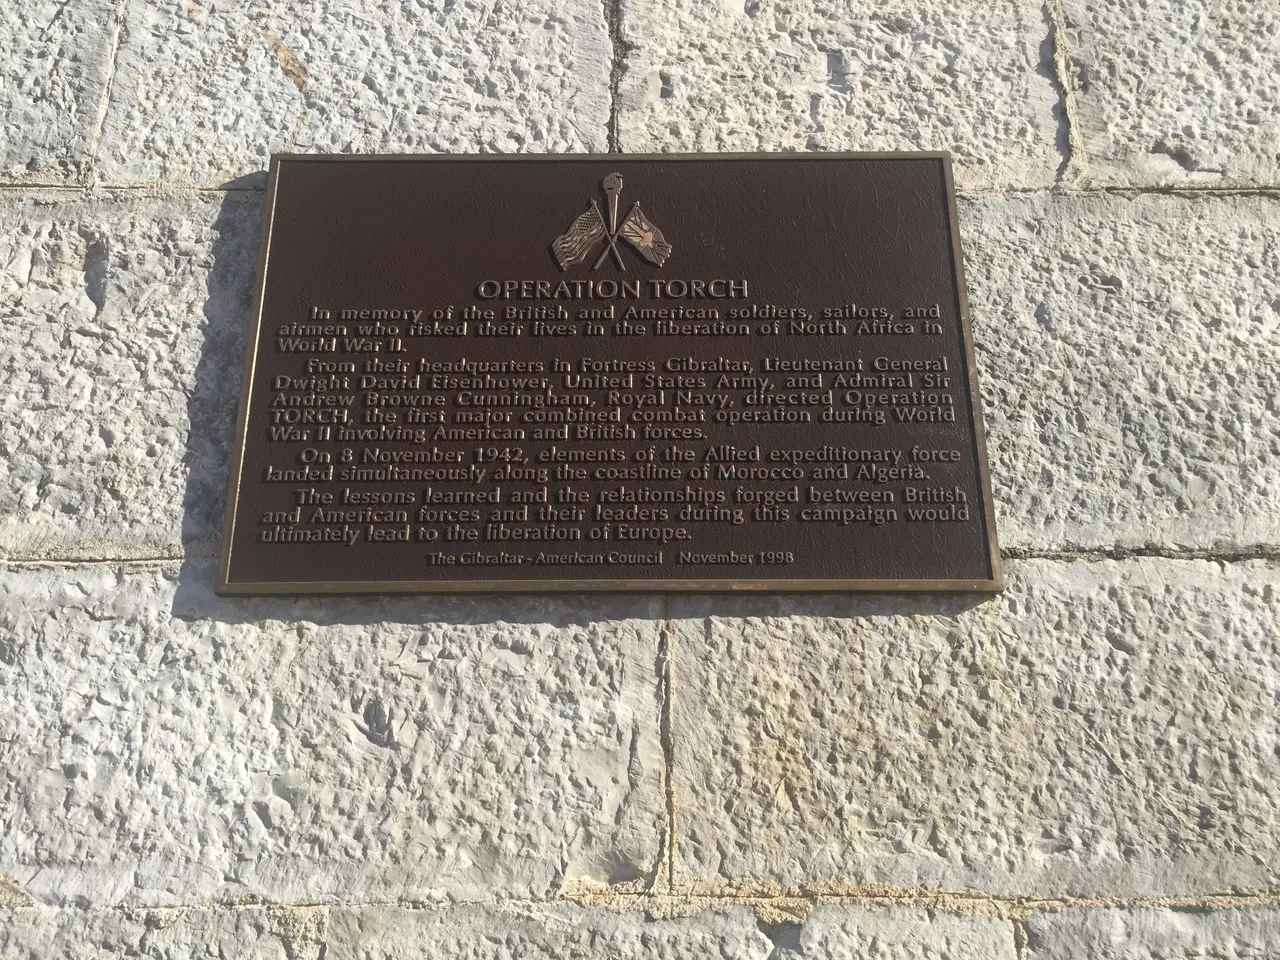 OPERATION TORCH
In memory of the British and American soldiers, sailors, and
airmen who risked their lives in the liberation of North Africa in
World War II.
From their headquarters in Fortress Gibraltar, Lieutenant General
Dwight David Eisenhower, United States Army, and Admiral Sir
Andrew Browne Cunningham, Royal Navy, directed Operation
TORCH, the first major combined combat operation during World
War II involving American and British forces.
On 8 November 1942, elements of the Allied expeditionary force
landed simultaneously along the coastline of Morocco and Algeria.
The lessons learned and the relationships forged between British
and American forces and their leaders during this campaign would
ultimately lead to the liberation of Europe.
The Gibraltar - American Council November 1998